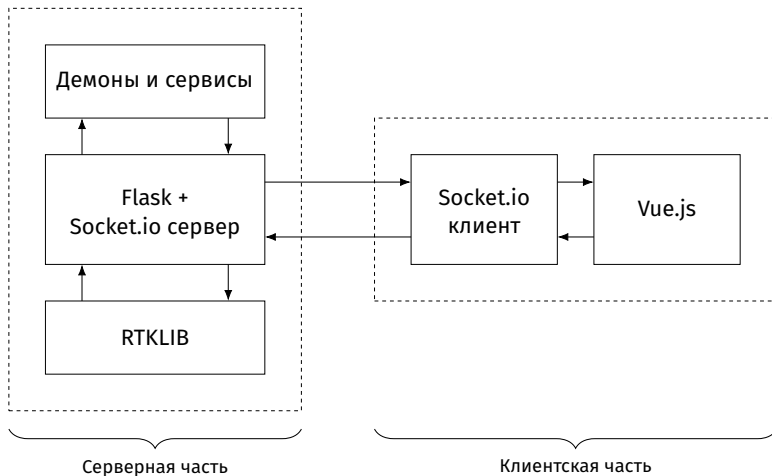 Демоны и сервисы
Flask +
Socket.io сервер
RTKLIB
Socket.io
клиент
Vue.js
Серверная часть
Клиентская часть